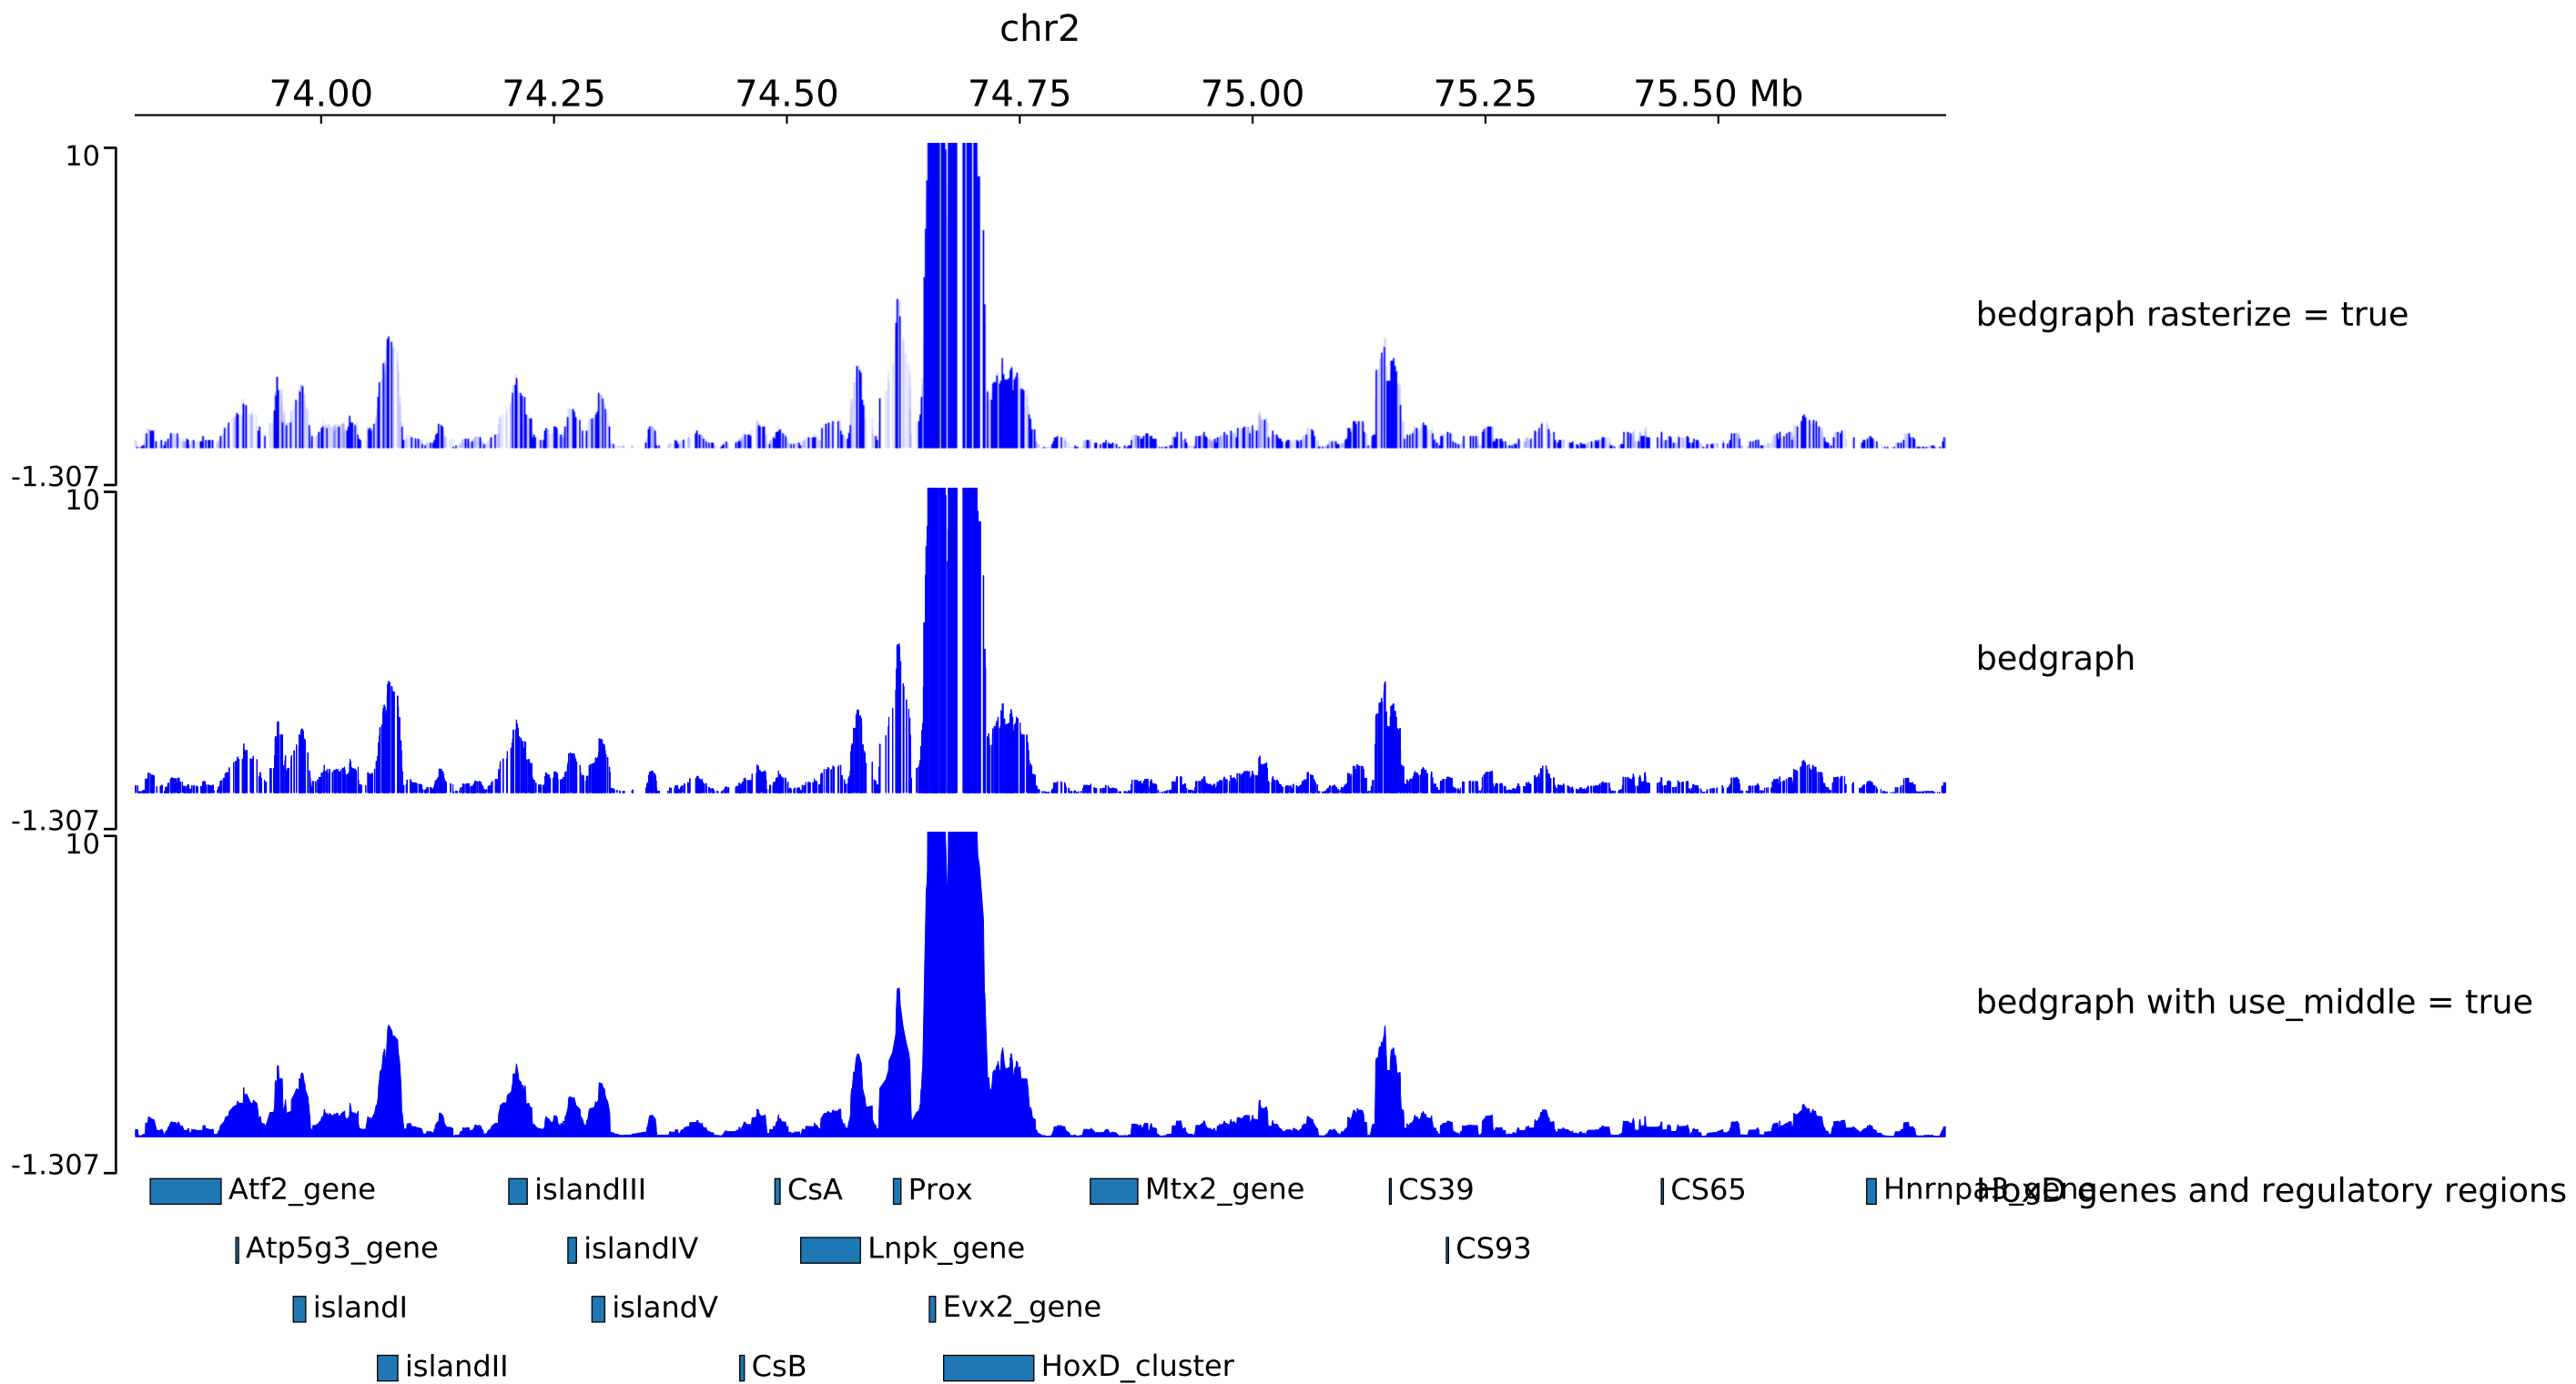 chr2
74.00 74.25 74.50 74.75 75.00 75.25 75.50 Mb
10
bedgraph rasterize = true
-1.307
10
bedgraph
-1.307
10
bedgraph with use_middle = true
-1.307
Atf2_gene islandIII CsA Prox Mtx2_gene CS39 CS65 Hnrnpa3_gene HoxD genes and regulatory regions
Atp5g3_gene islandIV Lnpk_gene CS93
islandI islandV Evx2_gene
islandII CsB HoxD_cluster